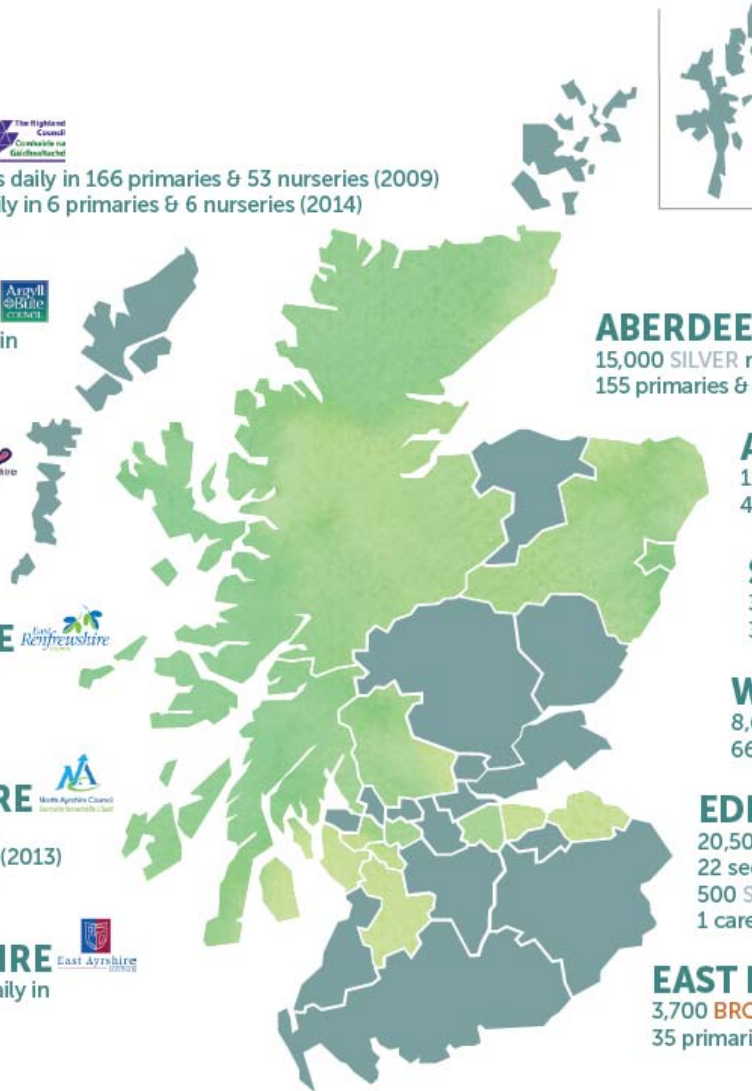 The Highland
Council
Comhairle na
Gàidhealtachd
s daily in 166 primaries & 53 nurseries (2009)
ily in 6 primaries & 6 nurseries (2014)
Argyll
&Bute
COUNCIL
in
ABERDEE
15,000 SILVER
155 primaries &
A
1
4
E East
Renfrewshire
W
8,
66
RE
North Ayrshire Council
(2013)
EDI
20,50
22 sec
500 S
1 care
IRE East Ayrshire
COUNCIL
aily in
EAST
3,700 BRO
35 primari